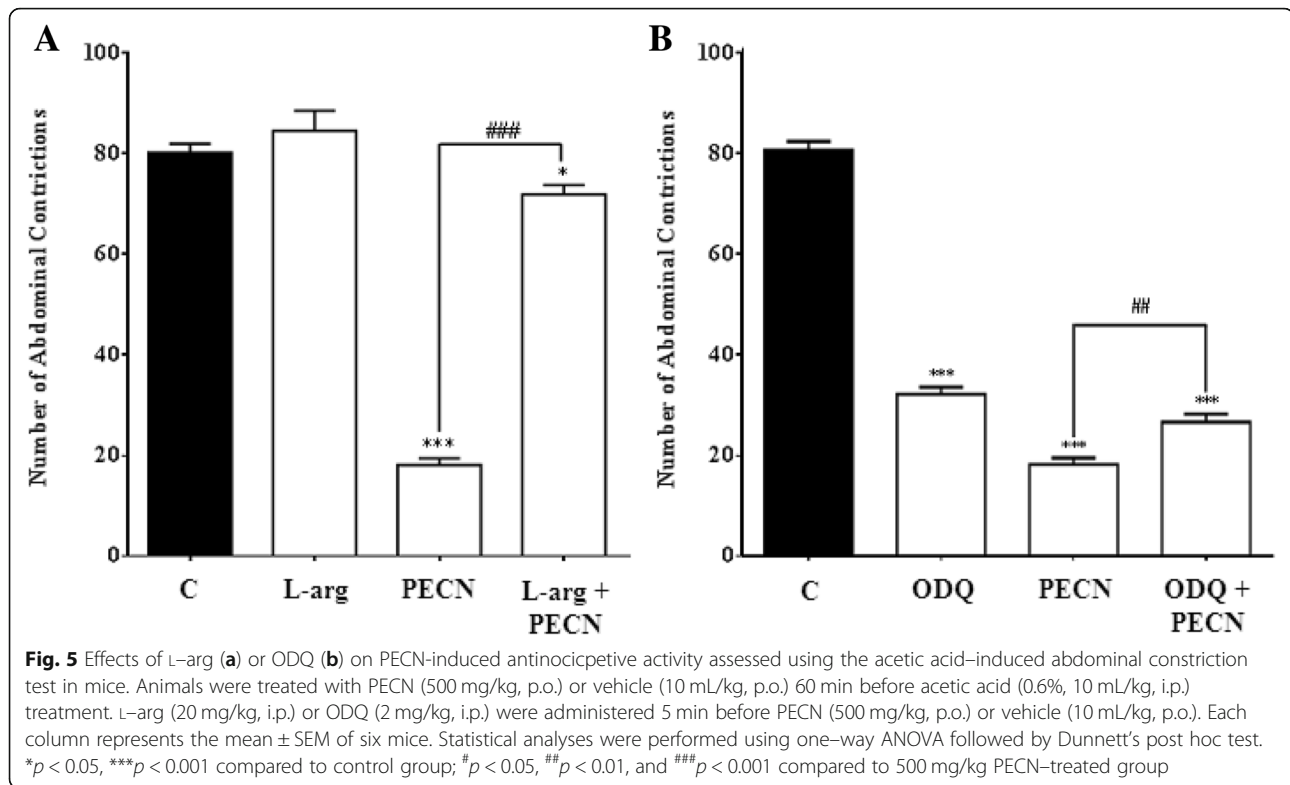 A
Number of Abdominal Contrictions
100
80
60
40
20
0
###
*
***
C
L-arg
PECN
L-arg +
PECN
B
Number of Abdominal Contrictions
100
80
60
40
20
0
##
***
***
***
C
ODQ
PECN
ODQ +
PECN
Fig. 5 Effects of L–arg (a) or ODQ (b) on PECN-induced antinocicpetive activity assessed using the acetic acid–induced abdominal constriction
test in mice. Animals were treated with PECN (500 mg/kg, p.o.) or vehicle (10 mL/kg, p.o.) 60 min before acetic acid (0.6%, 10 mL/kg, i.p.)
treatment. L–arg (20 mg/kg, i.p.) or ODQ (2 mg/kg, i.p.) were administered 5 min before PECN (500 mg/kg, p.o.) or vehicle (10 mL/kg, p.o.). Each
column represents the mean ± SEM of six mice. Statistical analyses were performed using one–way ANOVA followed by Dunnett's post hoc test.
*p < 0.05, ***p < 0.001 compared to control group; #p < 0.05, ##p < 0.01, and ###p < 0.001 compared to 500 mg/kg PECN–treated group